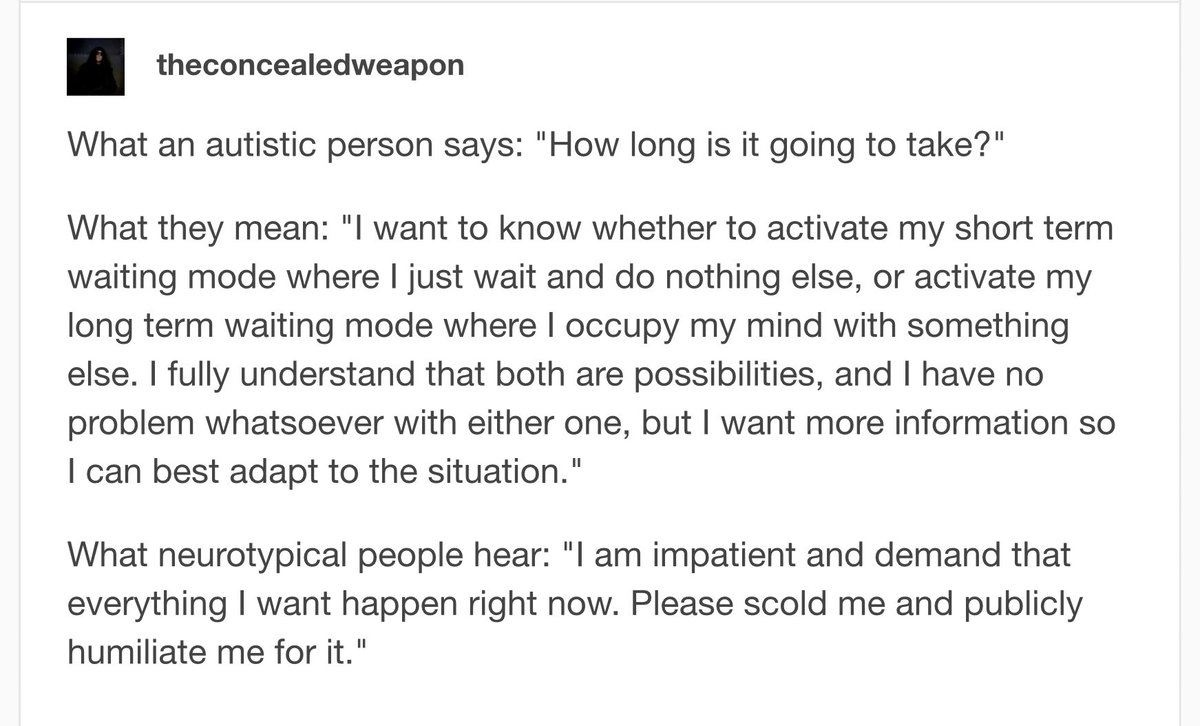 theconcealedweapon
What an autistic person says: "How long is it going to take?"
What they mean: "I want to know whether to activate my short term
waiting mode where I just wait and do nothing else, or activate my
long term waiting mode where I occupy my mind with something
else. I fully understand that both are possibilities, and I have no
problem whatsoever with either one, but I want more information so
I can best adapt to the situation."
What neurotypical people hear: "I am impatient and demand that
everything I want happen right now. Please scold me and publicly
humiliate me for it."